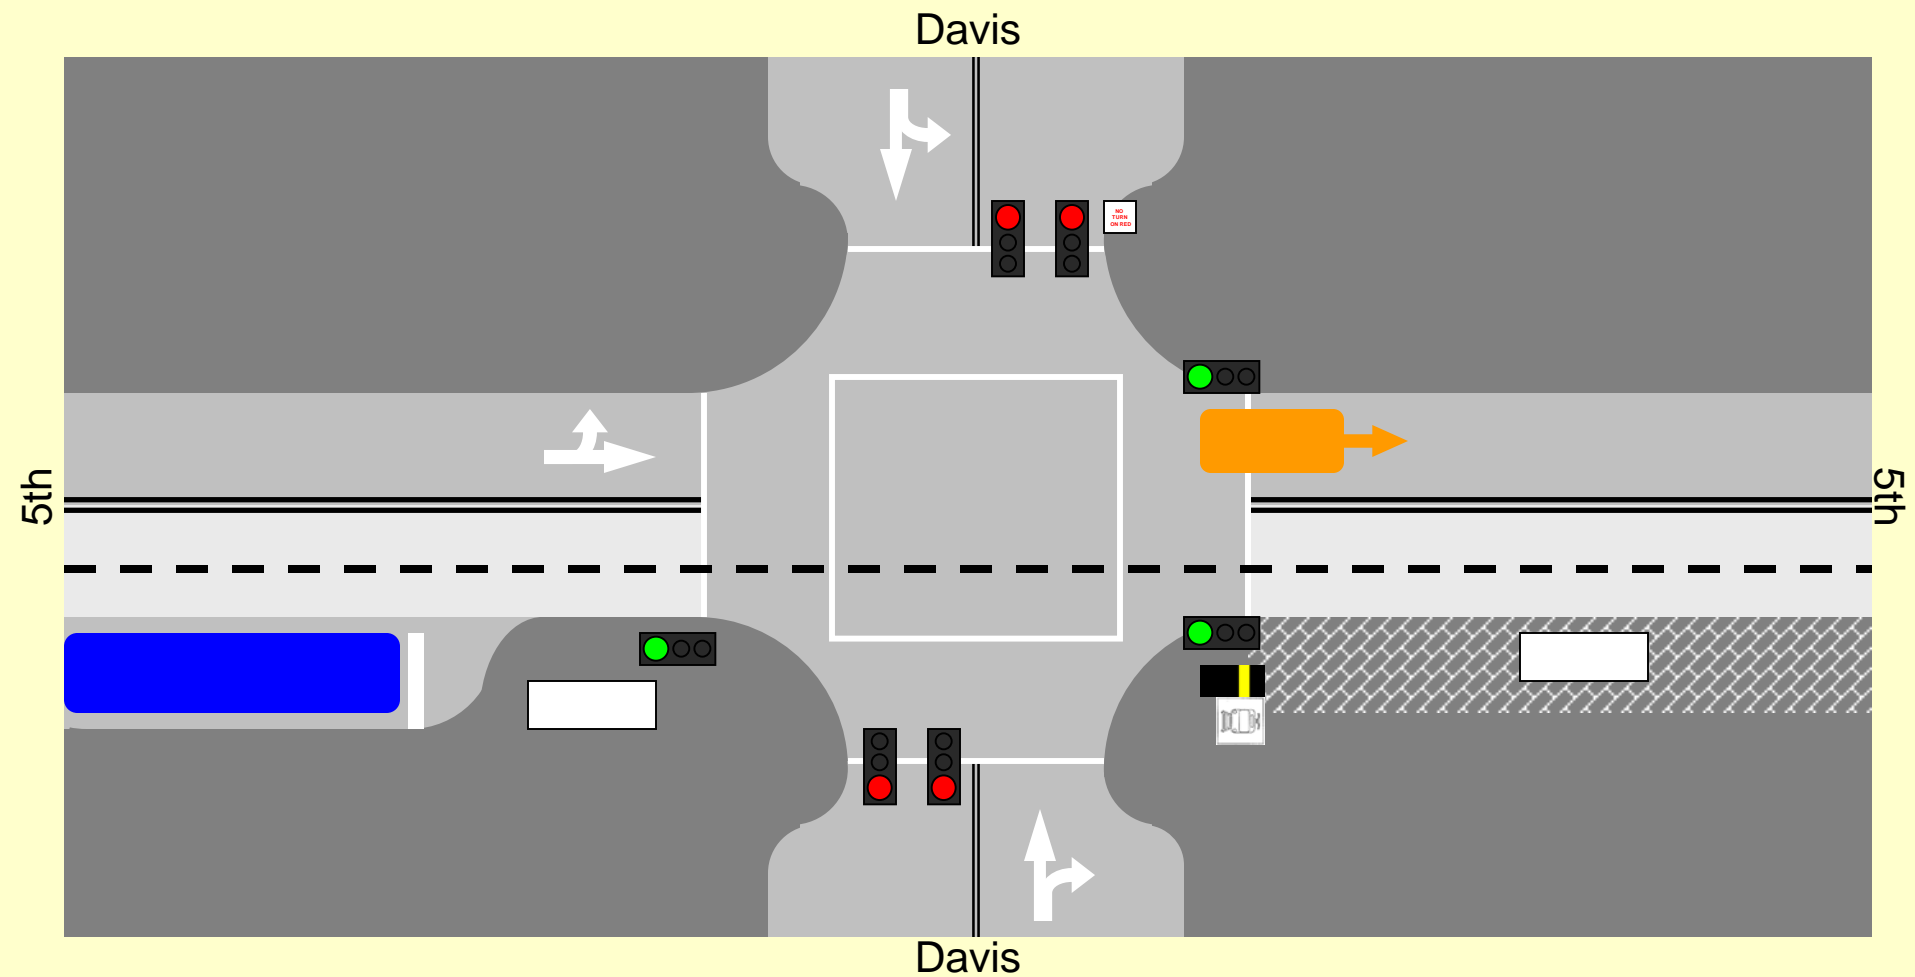 Davis
NO
TURN
ON RED
5th
5th
Davis